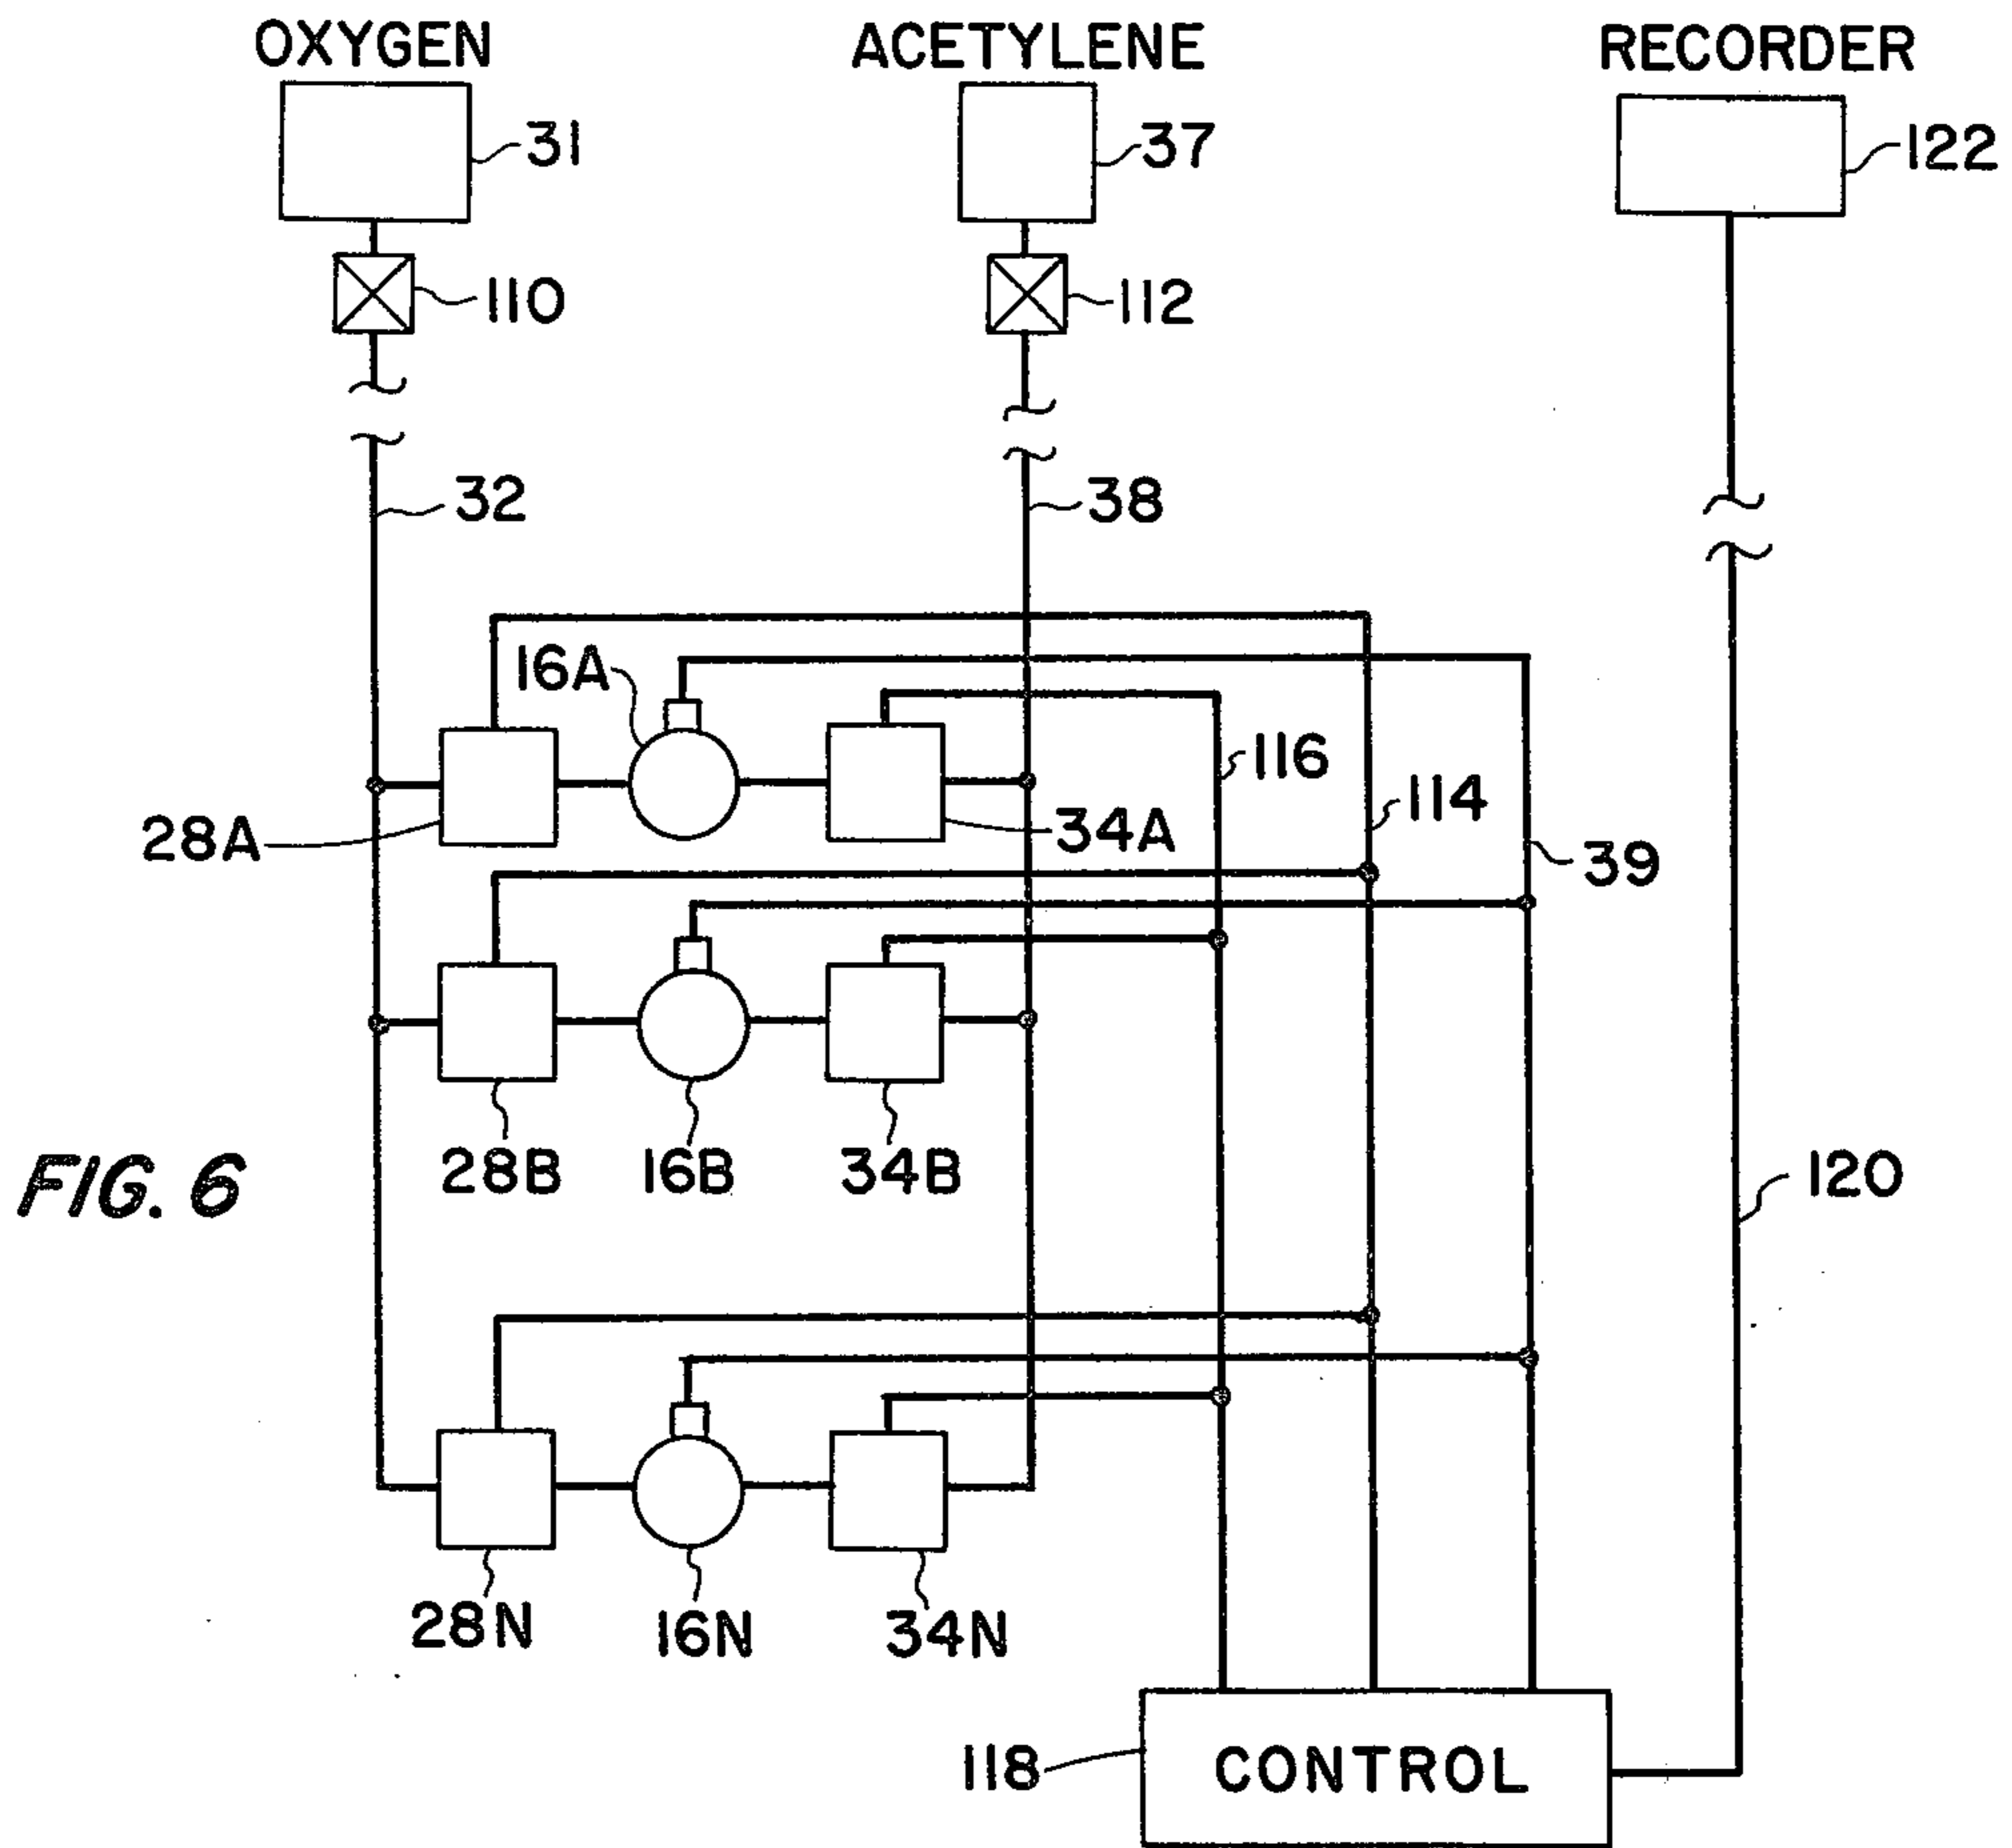 OXYGEN ACETYLENE RECORDER
31 37 122
110 112
32 38
16A
116
114
28A 34A 39
28B 16B 34B
FIG. 6
120
28N 16N 34N
118 CONTROL